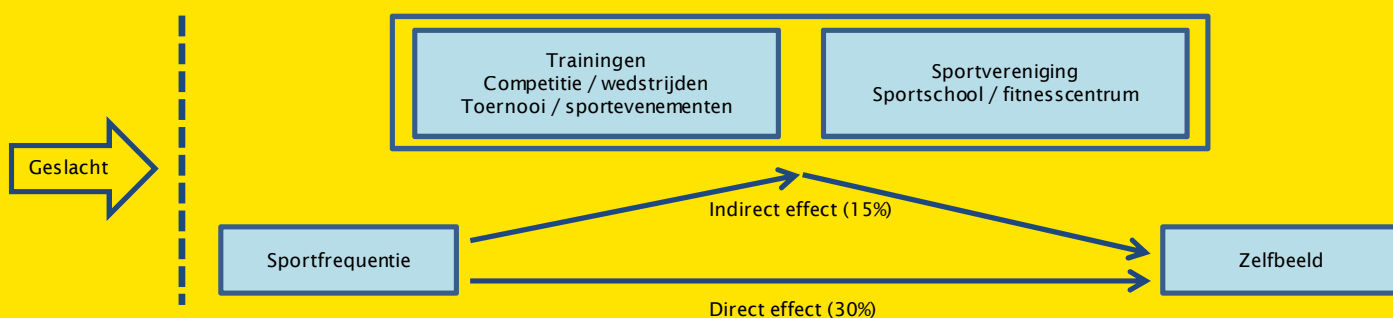 Trainingen
Competitie / wedstrijden
Toernooi / sportevenementen
Sportvereniging
Sportschool / fitnesscentrum
Geslacht
Indirect effect (15%)
Sportfrequentie
Zelfbeeld
Direct effect (30%)